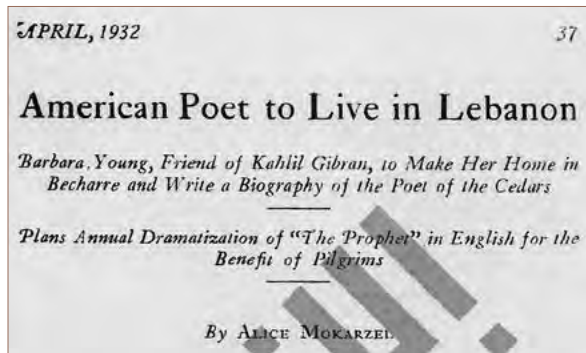 APRIL, 1932 37
American Poet to Live in Lebanon
Barbara Young, Friend of Kahlil Gibran, to Make Her Home in
Becharre and Write a Biography of the Poet of the Cedars
Plans Annual Dramatization of "The Prophet" in English for the
Benefit of Pilgrims
By ALICE MOKARZEL